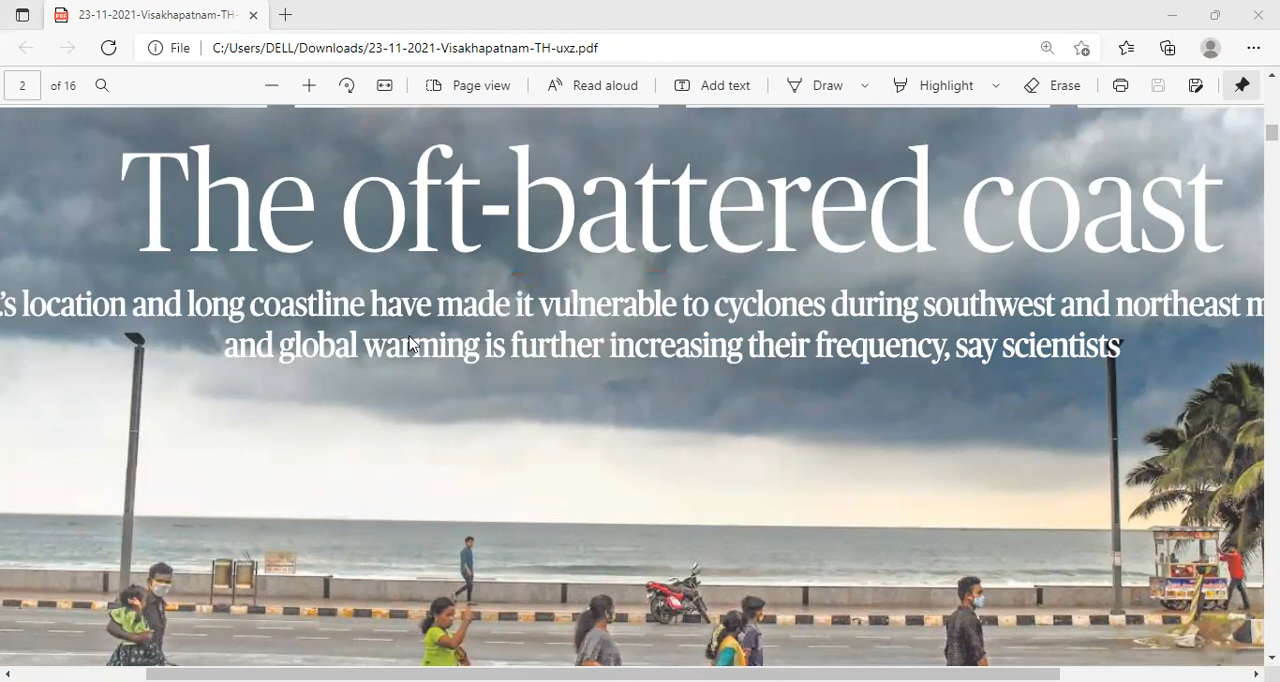 23-11-2021-Visakhapatnam-TH-
File
C:/Users/DELL/Downloads/23-11-2021-Visakhapatnam-TH-uxz.pdf
2 of 16 Page view Read aloud Add text Draw Highlight Erase
The oft-battered coast
's location and long coastline have made it vulnerable to cyclones during southwest and northeast m
and global warming is further increasing their frequency, say scientists